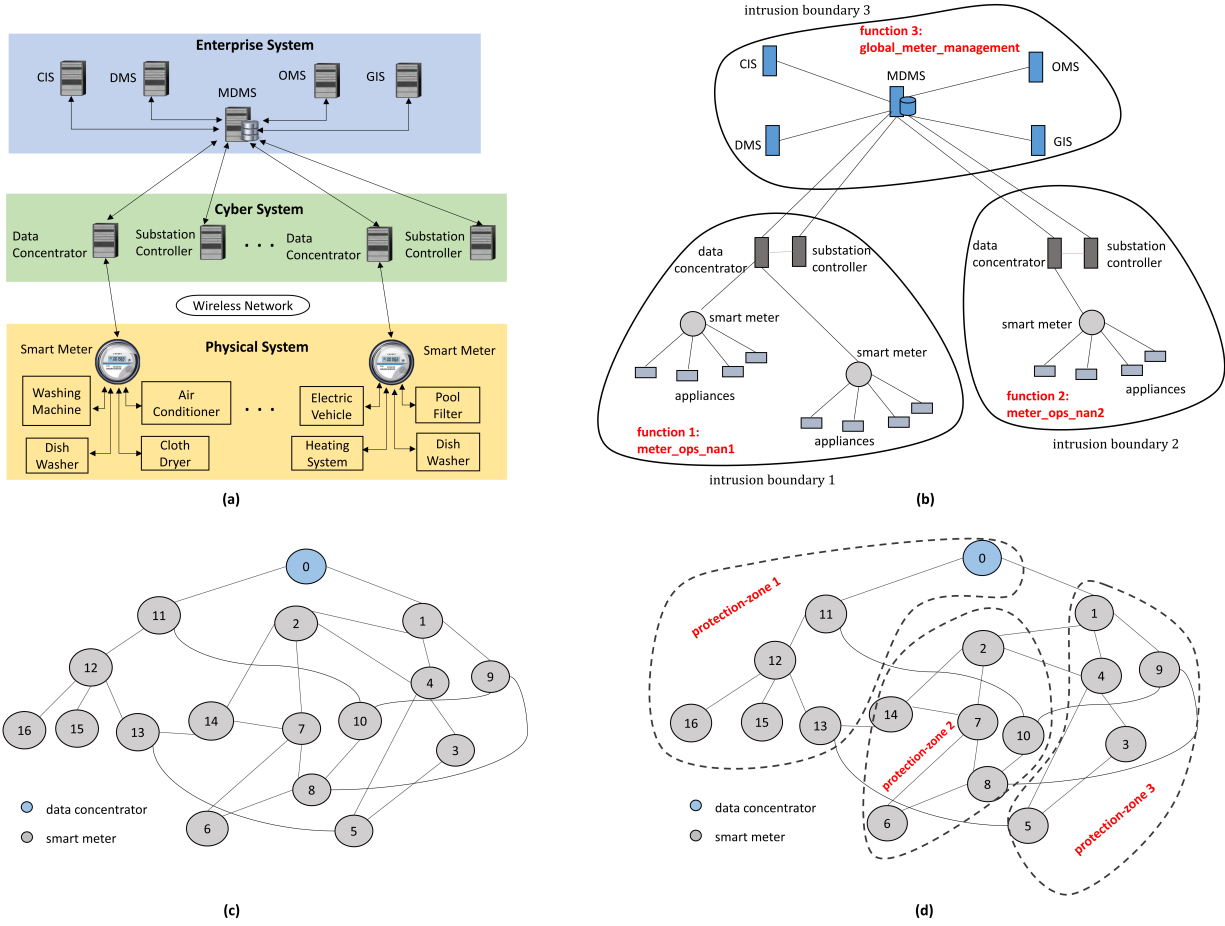 Enterprise System
CIS
DMS
OMS
GIS
MDMS
Cyber System
Data
Concentrator
Substation
Controller
. . .
Data
Concentrator
Substation
Controller
Wireless Network
Physical System
Smart Meter
Smart Meter
Washing
Machine
Air
Conditioner
. . .
Electric
Vehicle
Pool
Filter
Dish
Washer
Cloth
Dryer
Heating
System
Dish
Washer
(a)
intrusion boundary 3
function 3:
global_meter_management
CIS
MDMS
OMS
DMS
GIS
data
concentrator
substation
controller
smart meter
smart meter
appliances
appliances
function 1:
meter_ops_nan1
intrusion boundary 1
data
concentrator
substation
controller
smart meter
appliances
function 2:
meter_ops_nan2
intrusion boundary 2
(b)
0
11
2
1
12
4
9
16
15
13
14
7
10
3
8
6
5
data concentrator
smart meter
(c)
protection-zone 1
0
11
1
2
12
4
9
16
15
13
14
7
10
3
protection-zone 2
8
6
5
protection-zone 3
data concentrator
smart meter
(d)